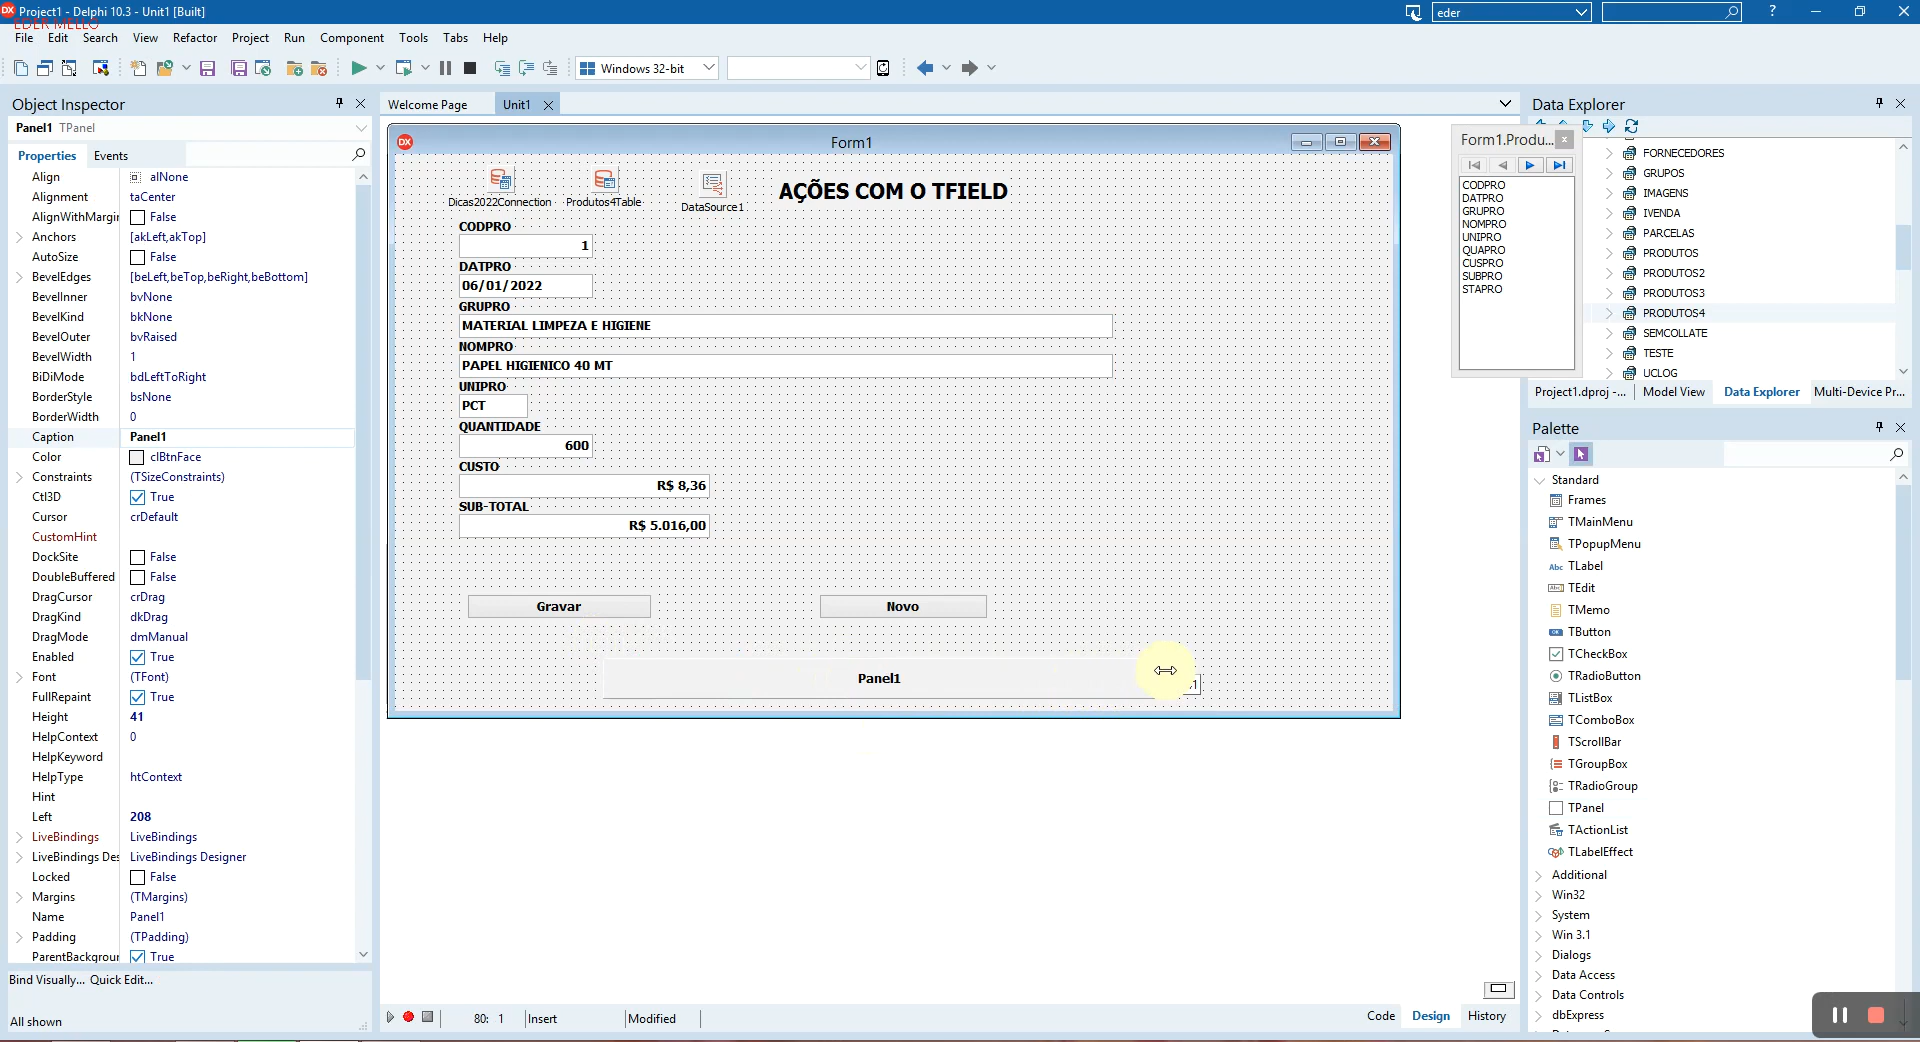 Project1 - Delphi 10.3 - Unit1 [Built]
eder
?
EDER MELLO
File Edit Search View Refactor Project Run Component Tools Tabs Help
Windows 32-bit
Object Inspector
Panel1 TPanel
Properties Events
Align alNone
Alignment taCenter
AlignWithMargir False
Anchors [akLeft,akTop]
AutoSize False
BevelEdges [beLeft,beTop,beRight,beBottom]
BevelInner bvNone
BevelKind bkNone
BevelOuter bvRaised
BevelWidth 1
BiDiMode bdLeftToRight
BorderStyle bsNone
BorderWidth 0
Caption Panel1
Color clBtnFace
Constraints (TSizeConstraints)
Ctl3D True
Cursor crDefault
CustomHint
DockSite False
DoubleBuffered False
DragCursor crDrag
DragKind dkDrag
DragMode dmManual
Enabled True
Font (TFont)
FullRepaint True
Height 41
HelpContext 0
HelpKeyword
HelpType htContext
Hint
Left 208
LiveBindings LiveBindings
LiveBindings Des LiveBindings Designer
Locked False
Margins (TMargins)
Name Panel1
Padding (TPadding)
ParentBackgrour True
Bind Visually... Quick Edit...
All shown
Welcome Page Unit1
DX
Form1
Dicas2022Connection Produtos4Table DataSource1
AÇÕES COM O TFIELD
CODPRO
1
DATPRO
06/01/2022
GRUPRO
MATERIAL LIMPEZA E HIGIENE
NOMPRO
PAPEL HIGIENICO 40 MT
UNIPRO
PCT
QUANTIDADE
600
CUSTO
R$ 8,36
SUB-TOTAL
R$ 5.016,00
Gravar Novo
Panel1
80: 1 Insert Modified
Code Design History
Form1.Produ...
CODPRO
DATPRO
GRUPRO
NOMPRO
UNIPRO
QUAPRO
CUSPRO
SUBPRO
STAPRO
Data Explorer
FORNECEDORES
GRUPOS
IMAGENS
IVENDA
PARCELAS
PRODUTOS
PRODUTOS2
PRODUTOS3
PRODUTOS4
SEMCOLLATE
TESTE
UCLOG
Project1.dproj -... Model View Data Explorer Multi-Device Pr...
Palette
Standard
Frames
TMainMenu
TPopupMenu
TLabel
TEdit
TMemo
TButton
TCheckBox
TRadioButton
TListBox
TComboBox
TScrollBar
TGroupBox
TRadioGroup
TPanel
TActionList
TLabelEffect
Additional
Win32
System
Win 3.1
Dialogs
Data Access
Data Controls
dbExpress